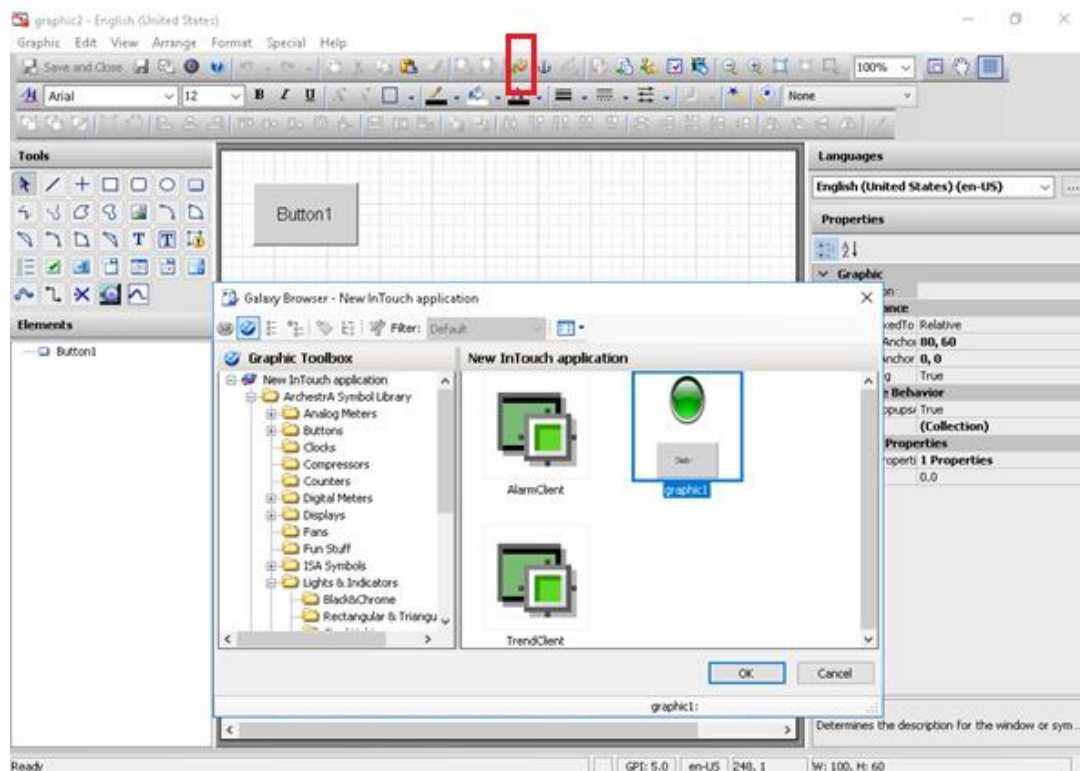 graphic2 - English (United States)
Graphic Edit View Arrange Format Special Help
Save and Close
100%
Arial
12
B I U
None
Tools
Languages
English (United States) (en-US)
...
Properties
T T
Button1
Graphic
Elements
Button1
Relative
80, 60
0, 0
True
True
(Collection)
1 Properties
0.0
Galaxy Browser - New InTouch application
Filter: Default
Graphic Toolbox
New InTouch application
New InTouch application
ArchestrA Symbol Library
Analog Meters
Buttons
Clocks
Compressors
Counters
Digital Meters
Displays
Fans
Fun Stuff
ISA Symbols
Lights & Indicators
Black&Chrome
Rectangular & Triangu
AlarmClient
graphic1
TrendClient
OK
Cancel
graphic1:
Determines the description for the window or sym...
Ready
GPI: 5.0
en-US
248, 1
W: 100, H: 60